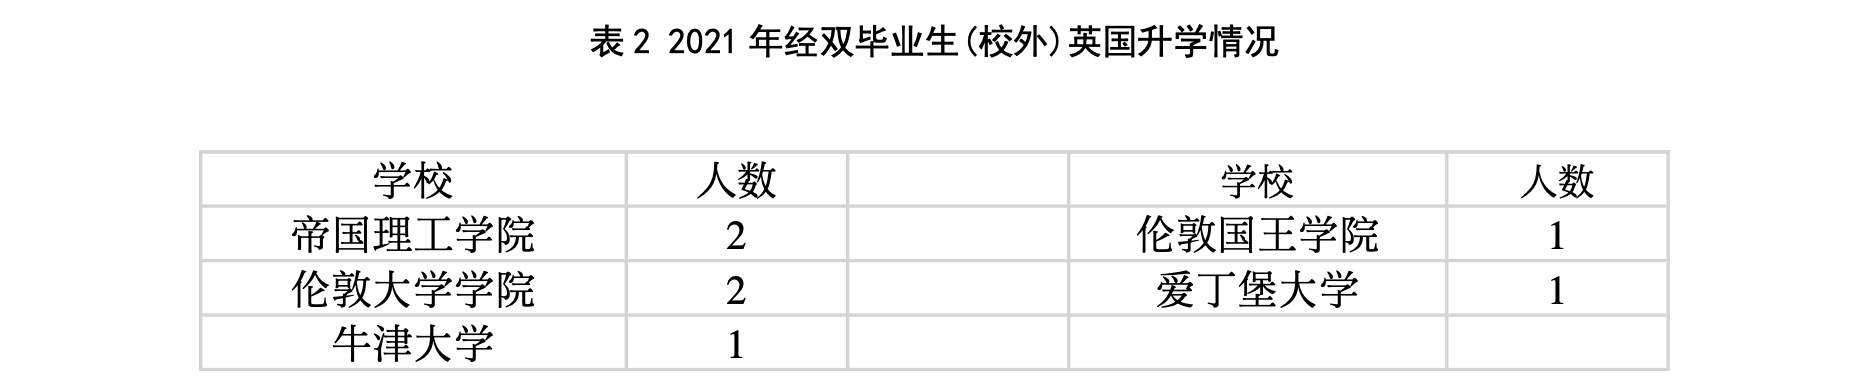 表 2 2021 年经双毕业生(校外)英国升学情况
学校 人数 学校 人数
帝国理工学院 2 伦敦国王学院 1
伦敦大学学院 2 爱丁堡大学 1
牛津大学 1